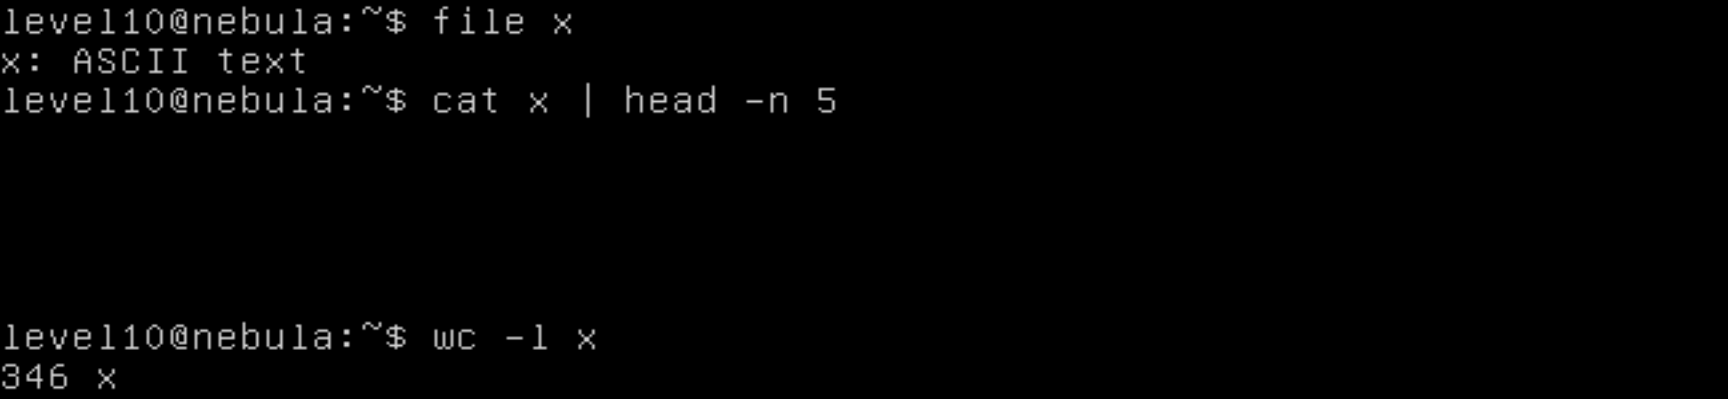 level10@nebula:~$ file x
x: ASCII text
level10@nebula:~$ cat x | head -n 5
level10@nebula:~$ wc -l x
346 x